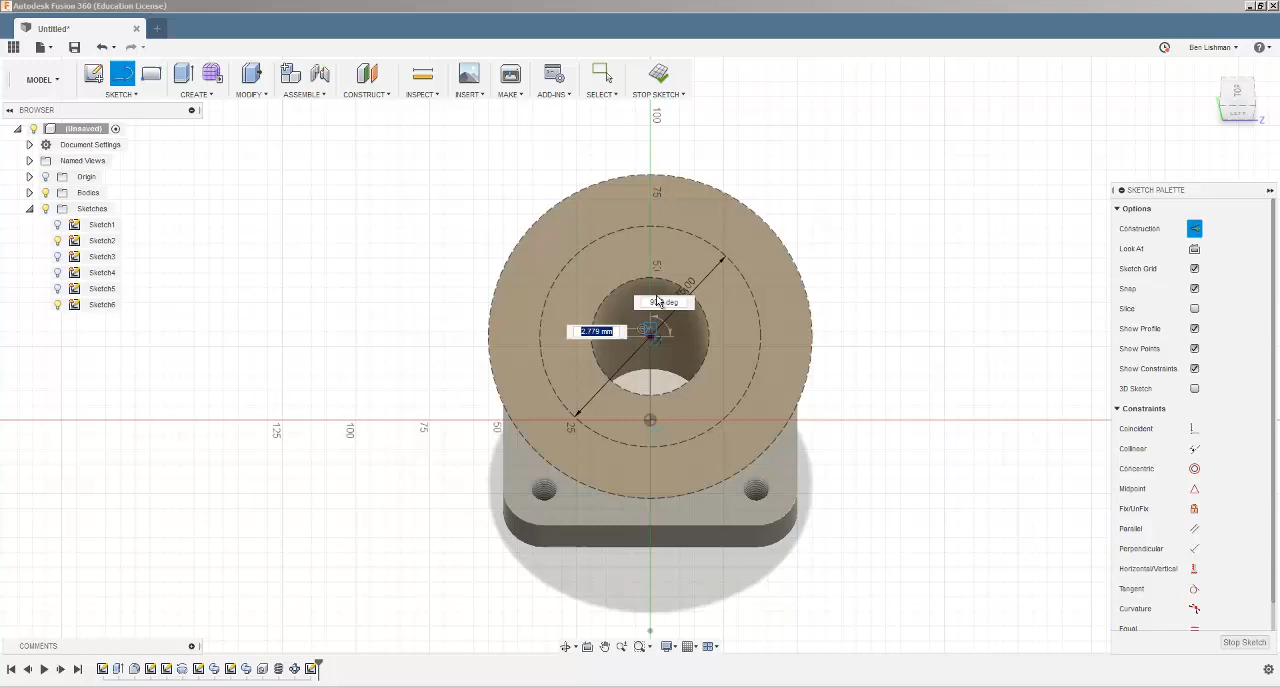 Autodesk Fusion 360 (Education License)
Untitled*
Ben Lishman
MODEL
SKETCH
CREATE
MODIFY
ASSEMBLE
CONSTRUCT
INSPECT
INSERT
MAKE
ADD-INS
SELECT
STOP SKETCH
BROWSER
(Unsaved)
Document Settings
Named Views
Origin
Bodies
Sketches
Sketch1
Sketch2
Sketch3
Sketch4
Sketch5
Sketch6
TOP
LEFT
Z
100
75
50
2.779 mm
deg
125
100
75
50
25
SKETCH PALETTE
Options
Construction
Look At
Sketch Grid
Snap
Slice
Show Profile
Show Points
Show Constraints
3D Sketch
Constraints
Coincident
Collinear
Concentric
Midpoint
Fix/UnFix
Parallel
Perpendicular
Horizontal/Vertical
Tangent
Curvature
Equal
Stop Sketch
COMMENTS